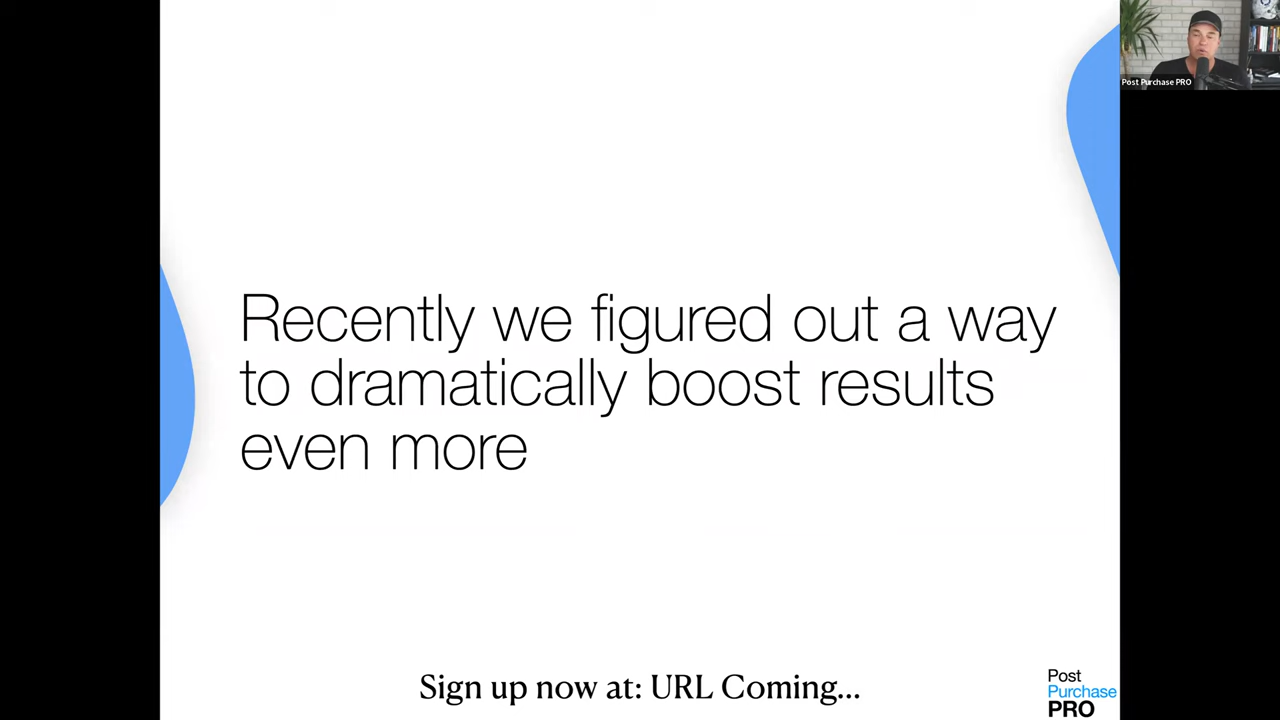 Post Purchase PRO
Recently we figured out a way
to dramatically boost results
even more
Sign up now at: URL Coming...
Post
Purchase
PRO